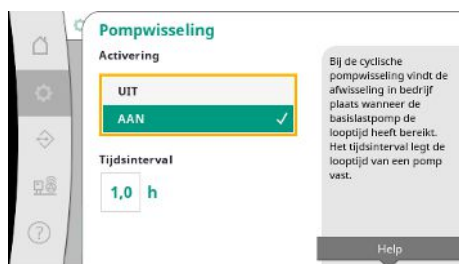 Pompwisseling
Activering
UIT
AAN
Tijdsinterval
1,0 h
Bij de cyclische
pompwisseling vindt de
afwisseling in bedrijf
plaats wanneer de
basislastpomp de
looptijd heeft bereikt.
Het tijdsinterval legt de
looptijd van een pomp
vast.
Help